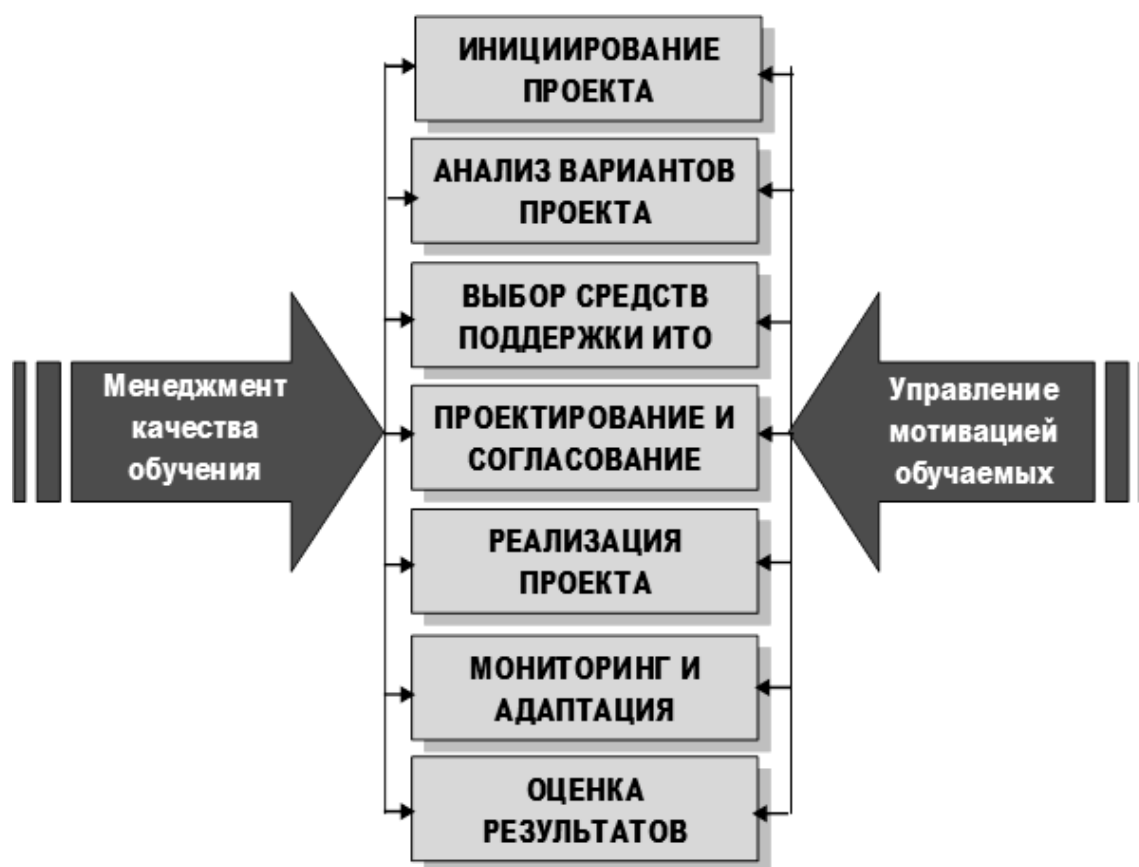 ИНИЦИИРОВАНИЕ
ПРОЕКТА
АНАЛИЗ ВАРИАНТОВ
ПРОЕКТА
ВЫБОР СРЕДСТВ
ПОДДЕРЖКИ ИТО
ПРОЕКТИРОВАНИЕ И
СОГЛАСОВАНИЕ
РЕАЛИЗАЦИЯ
ПРОЕКТА
МОНИТОРИНГ И
АДАПТАЦИЯ
ОЦЕНКА
РЕЗУЛЬТАТОВ
Менеджмент
качества
обучения
Управление
мотивацией
обучаемых